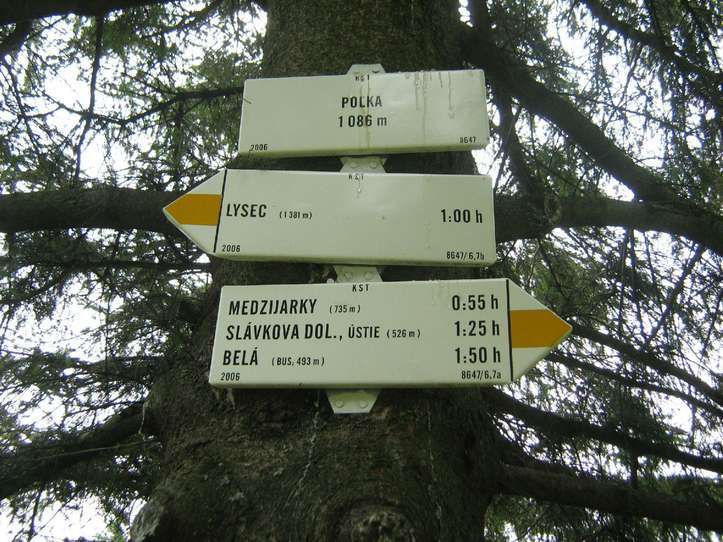 KST
POLKA
1 086 m
2006 8647
KST
LYSEC (1 381 m) 1:00 h
2006 8647/6,7b
KST
MEDZIJARKY (735 m) 0:55 h
SLÁVKOVA DOL., ÚSTIE (526 m) 1:25 h
BELÁ (BUS, 493 m) 1:50 h
2006 8647/6,7a